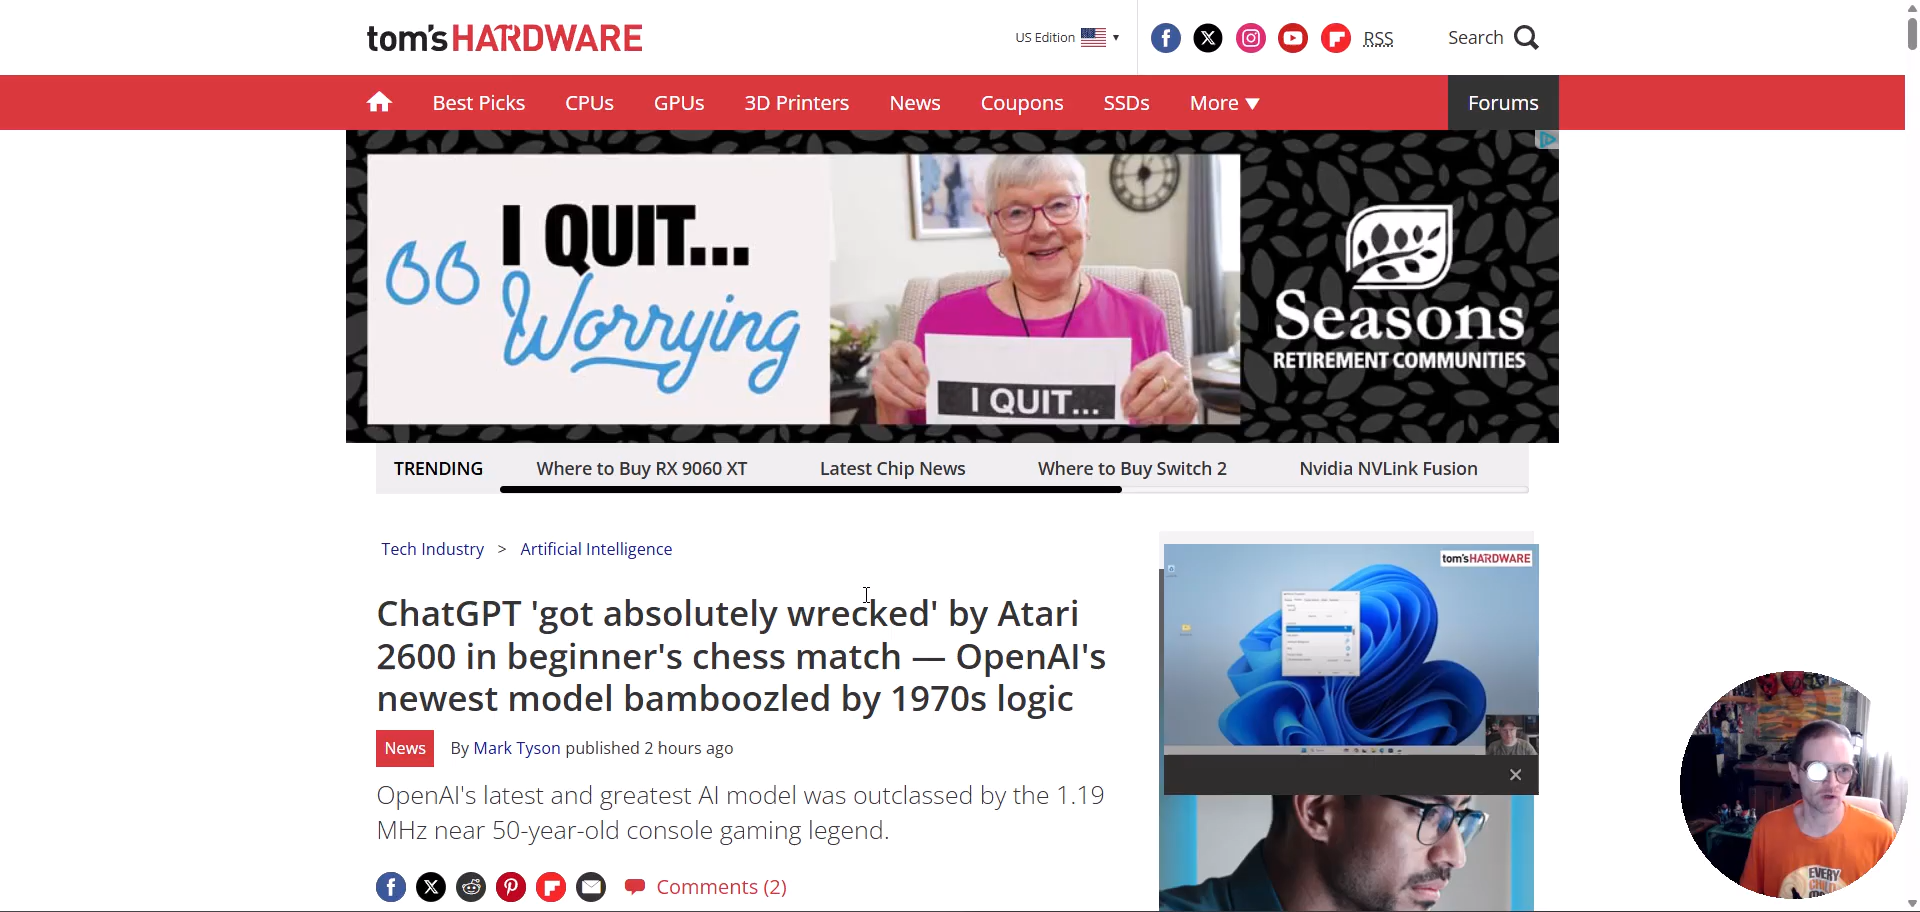 tom's HARDWARE
US Edition
RSS
Search
Best Picks
CPUs
GPUs
3D Printers
News
Coupons
SSDs
More ▼
Forums
“ I QUIT...
Worrying
I QUIT...
Seasons
RETIREMENT COMMUNITIES
TRENDING
Where to Buy RX 9060 XT
Latest Chip News
Where to Buy Switch 2
Nvidia NVLink Fusion
Tech Industry > Artificial Intelligence
tom's HARDWARE
ChatGPT 'got absolutely wrecked' by Atari
2600 in beginner's chess match — OpenAI's
newest model bamboozled by 1970s logic
News
By Mark Tyson published 2 hours ago
OpenAI's latest and greatest AI model was outclassed by the 1.19
MHz near 50-year-old console gaming legend.
Comments (2)
EVERY